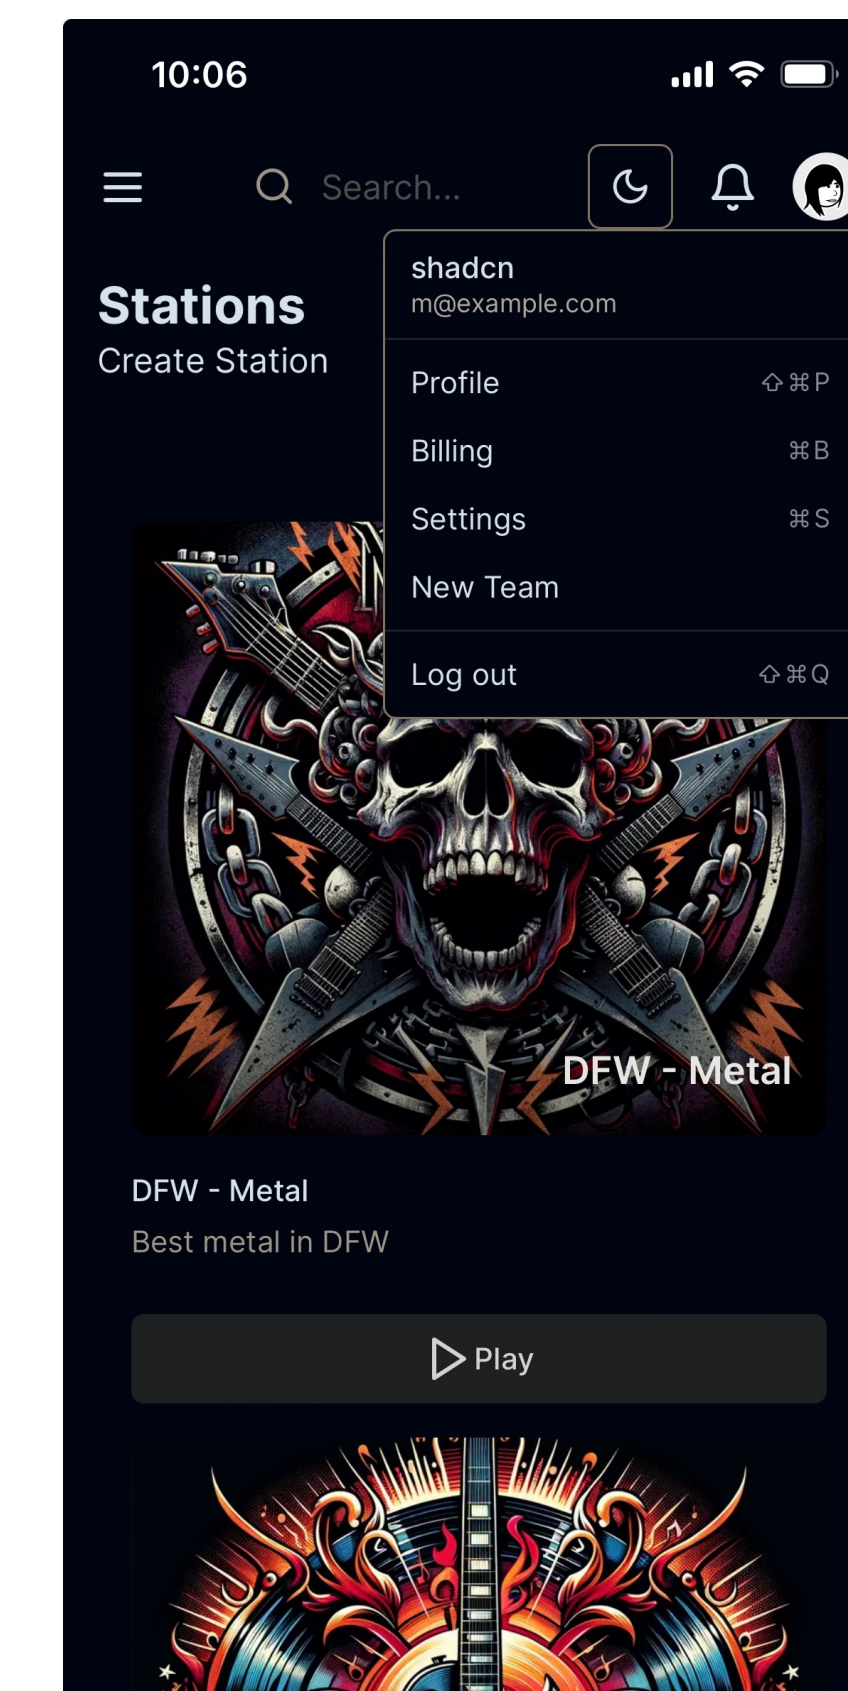 10:06
Search...
shadcn
m@example.com
Stations
Create Station
Profile ⇧⌘P
Billing ⌘B
Settings ⌘S
New Team
Log out ⇧⌘Q
DFW - Metal
DFW - Metal
Best metal in DFW
Play